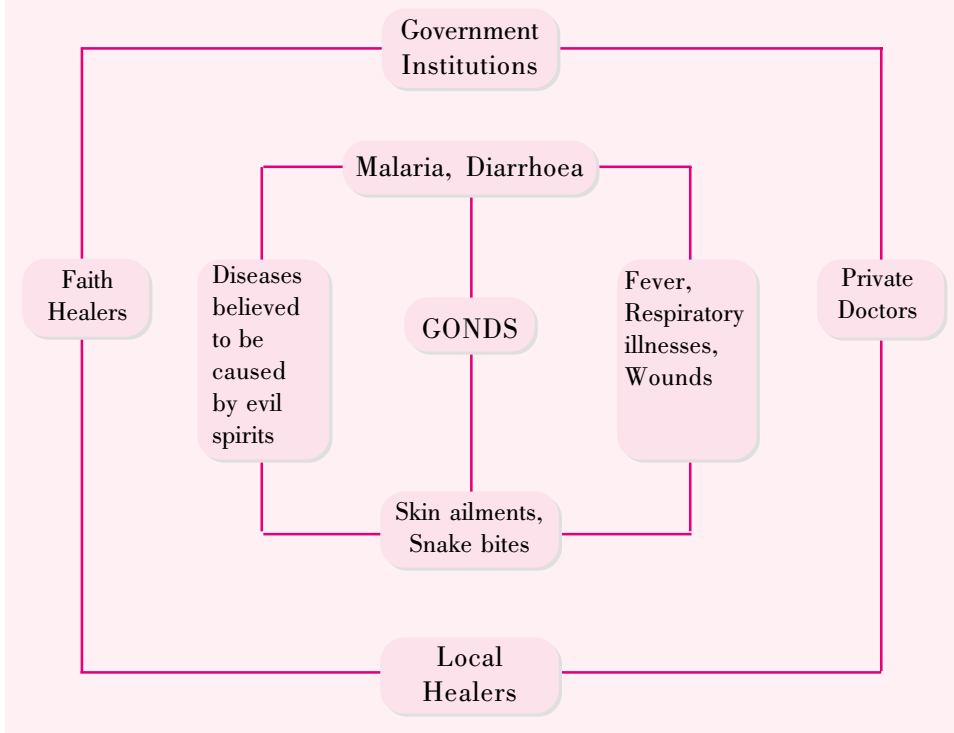 Government
Institutions
Malaria, Diarrhoea
Faith
Healers
Diseases
believed
to be
caused
by evil
spirits
GONDS
Fever,
Respiratory
illnesses,
Wounds
Private
Doctors
Skin ailments,
Snake bites
Local
Healers